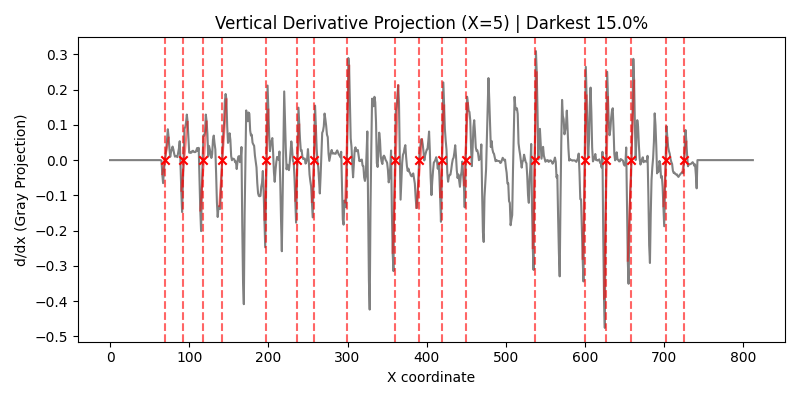 Vertical Derivative Projection (X=5) | Darkest 15.0%
d/dx (Gray Projection)
0.3
0.2
0.1
0.0
−0.1
−0.2
−0.3
−0.4
−0.5
0 100 200 300 400 500 600 700 800
X coordinate